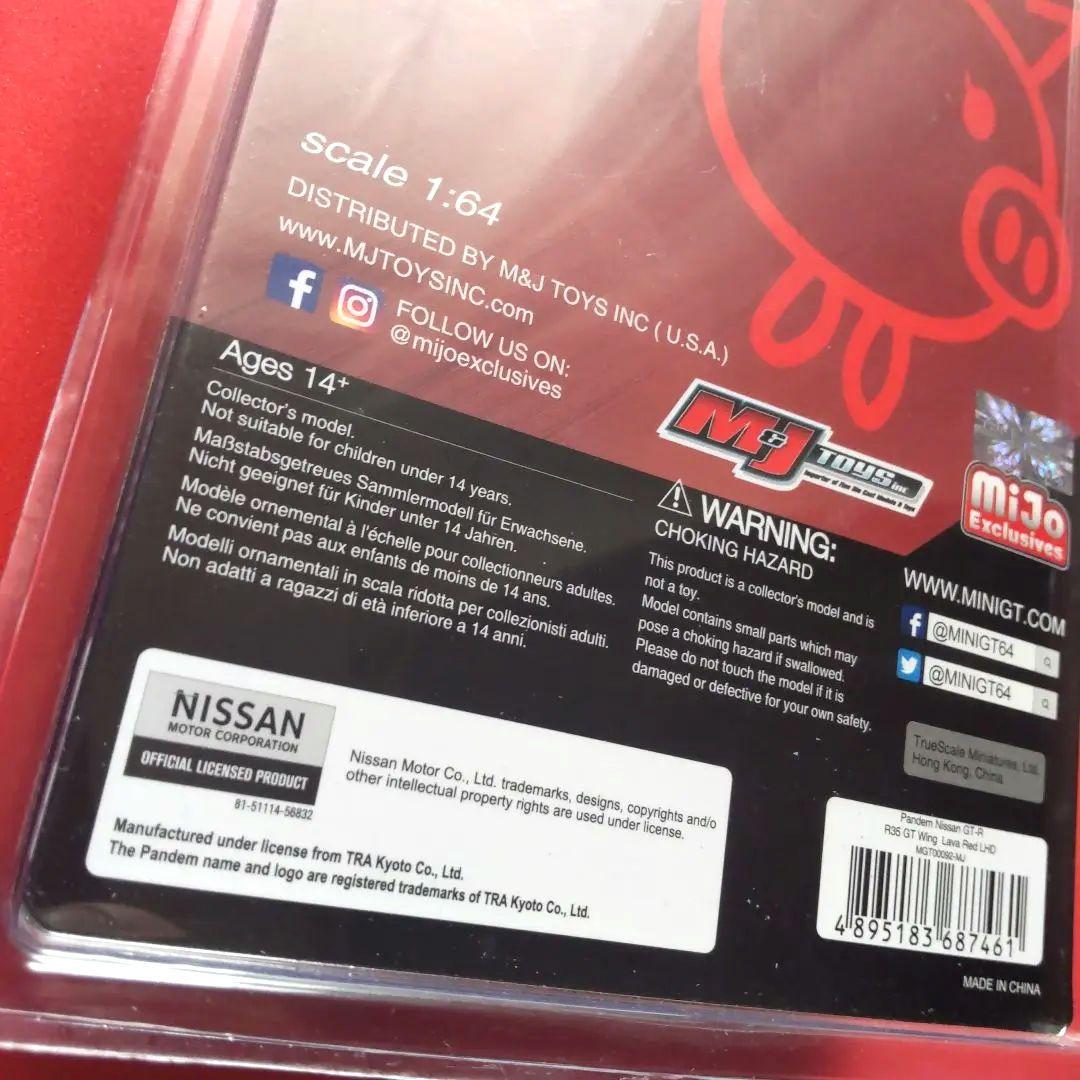 scale 1:64
DISTRIBUTED BY M&J TOYS INC ( U.S.A.)
www.MJTOYSINC.com
FOLLOW US ON:
@mijoexclusives
Ages 14+
Collector's model.
Not suitable for children under 14 years.
Maßstabsgetreues Sammlermodell für Erwachsene.
Nicht geeignet für Kinder unter 14 Jahren.
Modèle ornemental à l'échelle pour collectionneurs adultes.
Ne convient pas aux enfants de moins de 14 ans.
Modelli ornamentali in scala ridotta per collezionisti adulti.
Non adatti a ragazzi di età inferiore a 14 anni.
M&J TOYS inc
Importer of Fine Die Cast Models & Toys
MiJo
Exclusives
WARNING:
CHOKING HAZARD
This product is a collector's model and is
not a toy.
Model contains small parts which may
pose a choking hazard if swallowed.
Please do not touch the model if it is
damaged or defective for your own safety.
WWW.MINIGT.COM
@MINIGT64
@MINIGT64
TrueScale Miniatures, Ltd.
Hong Kong, China
NISSAN
MOTOR CORPORATION
OFFICIAL LICENSED PRODUCT
81-51114-56832
Nissan Motor Co., Ltd. trademarks, designs, copyrights and/o
other intellectual property rights are used under license.
Manufactured under license from TRA Kyoto Co., Ltd.
The Pandem name and logo are registered trademarks of TRA Kyoto Co., Ltd.
Pandem Nissan GT-R
R35 GT Wing Lava Red LHD
MGT00092-MJ
4 895183 687461
MADE IN CHINA